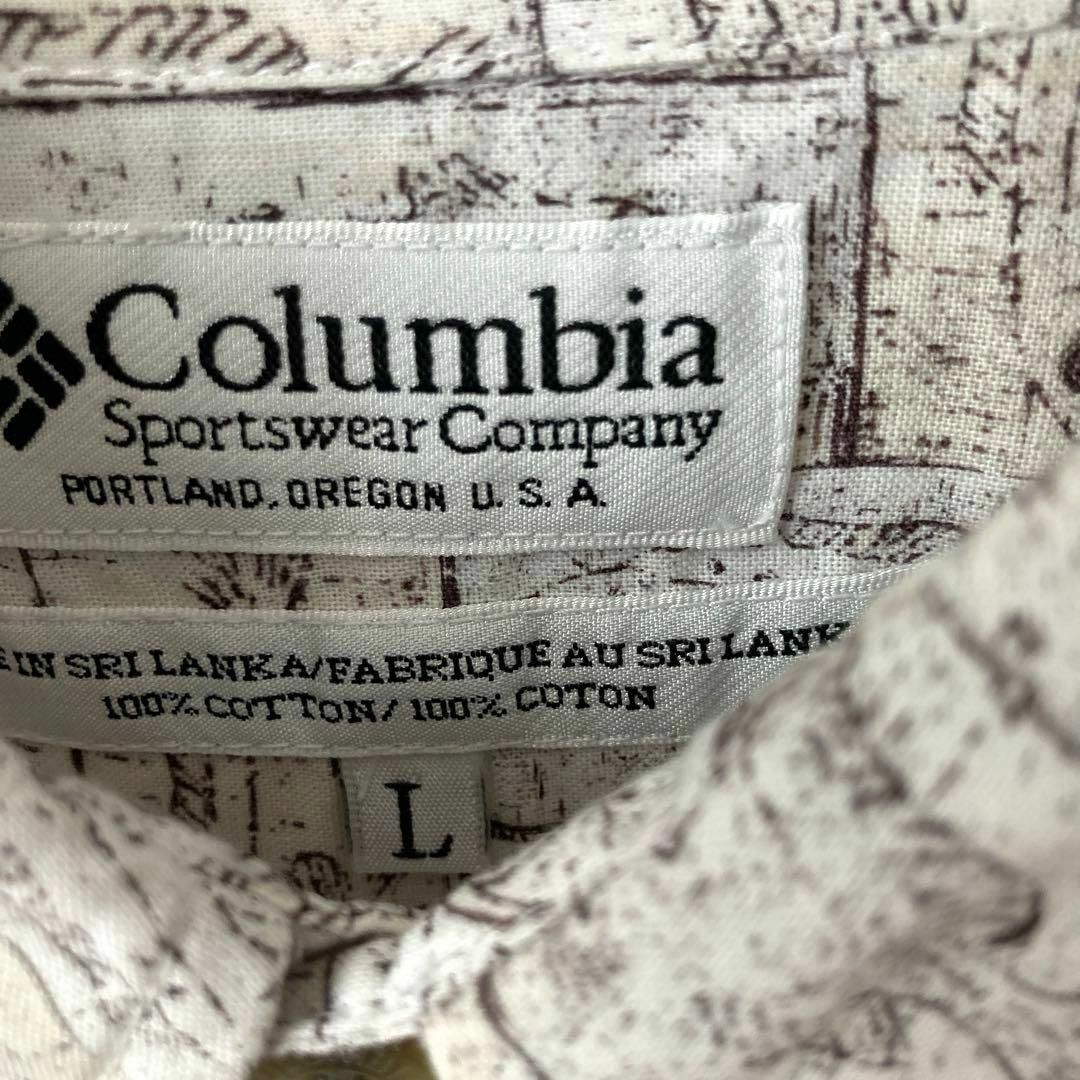 Columbia
Sportswear Company
PORTLAND, OREGON U. S. A.
E IN SRI LANKA/FABRIQUE AU SRI LANK
100% COTTON/ 100% COTON
L